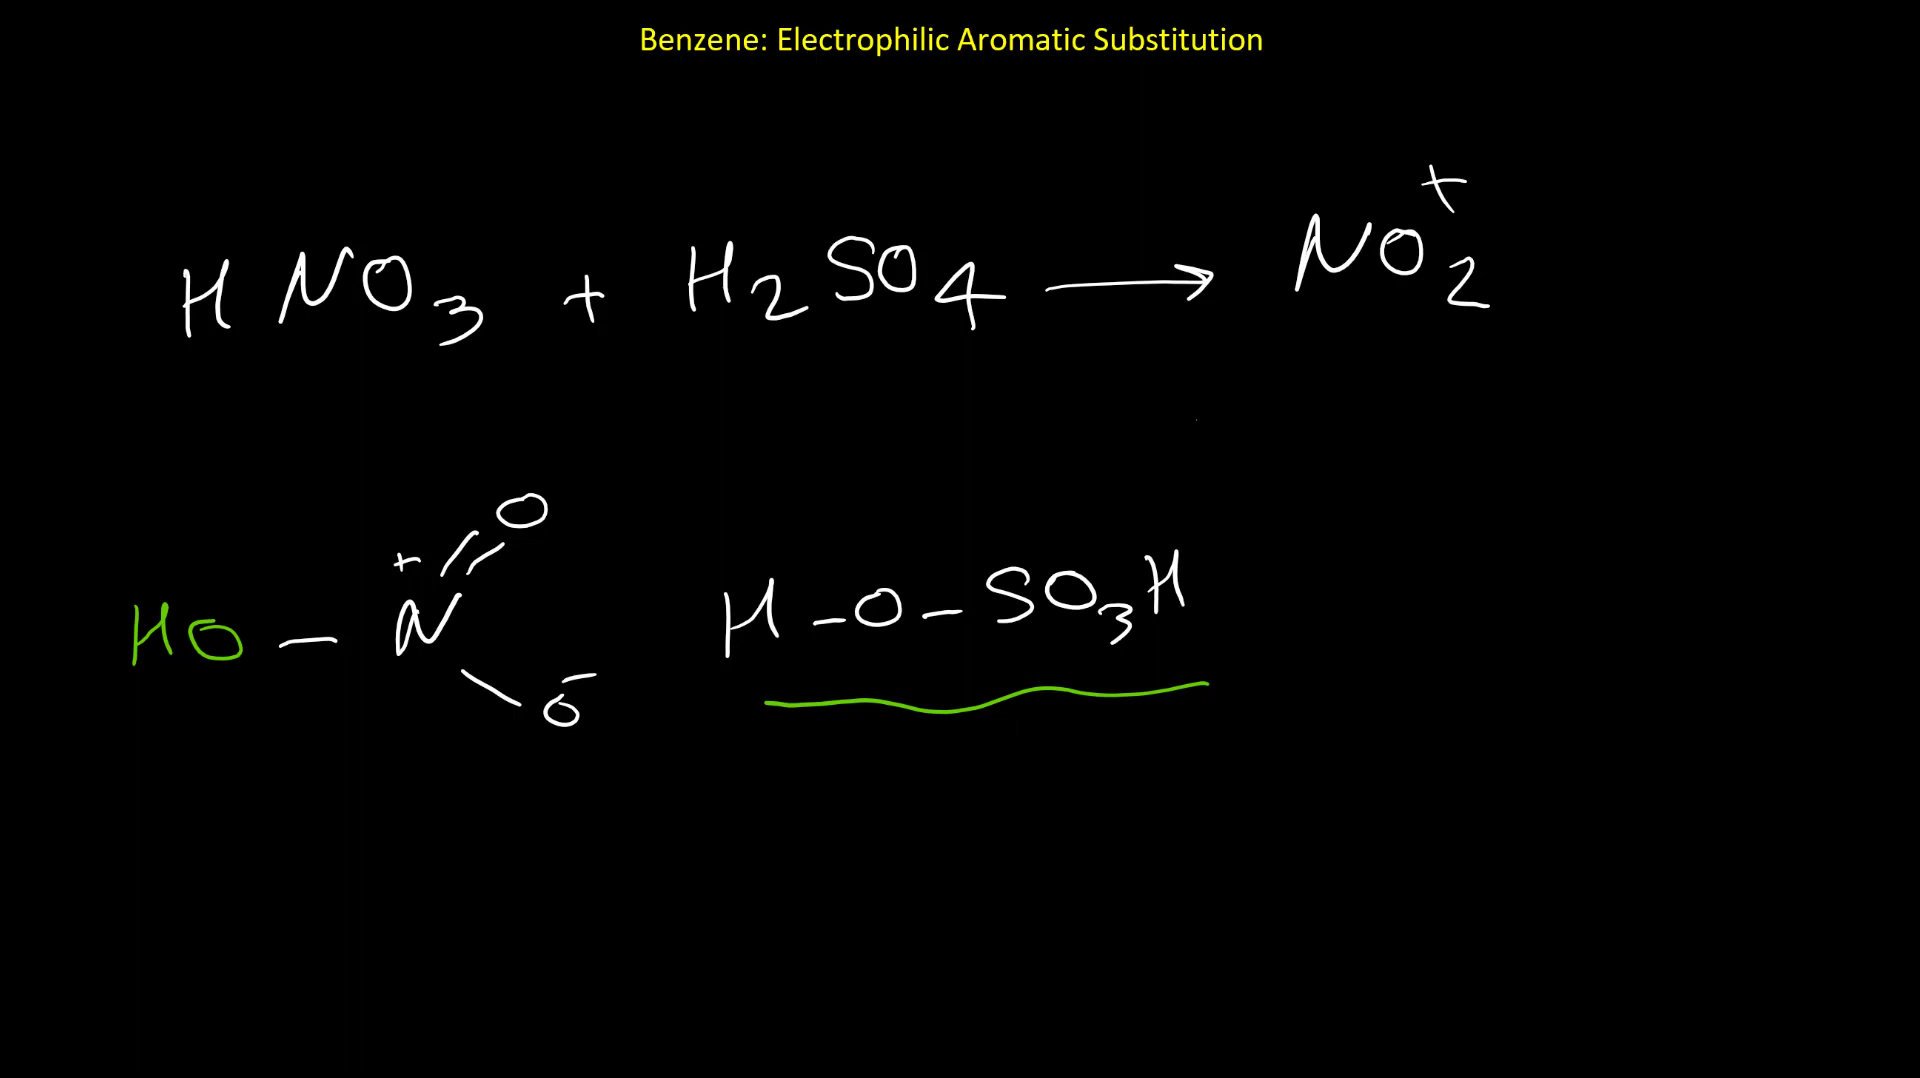 Benzene: Electrophilic Aromatic Substitution
HNO₃ + H₂SO₄ → NO₂⁺
O
+
HO - N H-O-SO₃H
O⁻